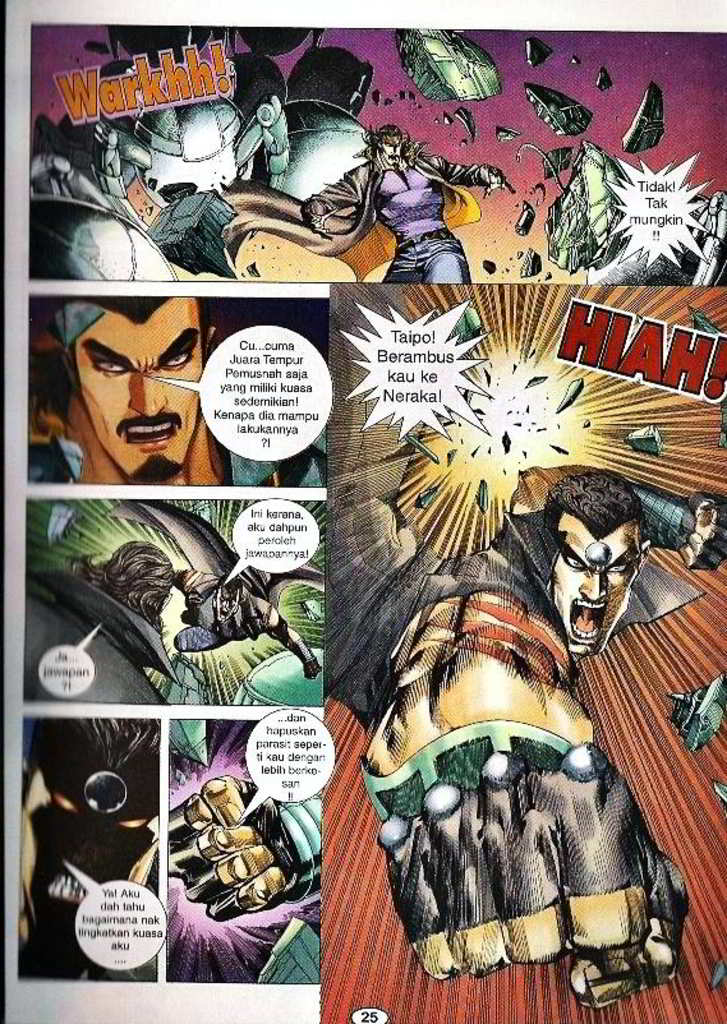 Warkhh!
Tidak!
Tak
mungkin
!!
Cu...cuma
Juara Tempur
Pemusnah saja
yang miliki kuasa
sedemikian!
Kenapa dia mampu
lakukannya
?!
Taipo!
Berambus
kau ke
Neraka!
HIAH!
Ini kerana,
aku dahpun
peroleh
jawapannya!
Ja...
jawapan
?!
...dan
hapuskan
parasit seper-
ti kau dengan
lebih berke-
san
!!
Ya! Aku
dah tahu
bagaimana nak
tingkatkan kuasa
aku
....
25